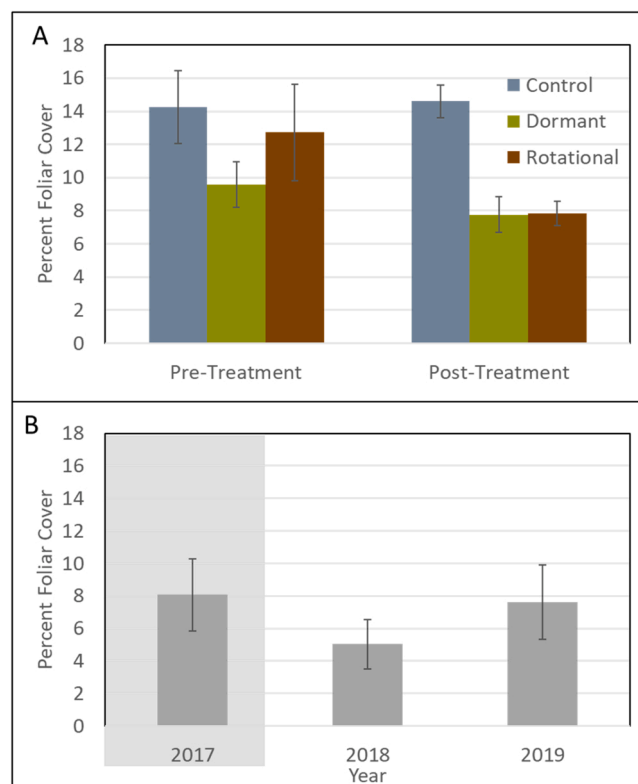 A
Percent Foliar Cover
18
16
14
12
10
8
6
4
2
0
Control
Dormant
Rotational
Pre-Treatment Post-Treatment
B
Percent Foliar Cover
18
16
14
12
10
8
6
4
2
0
2017 2018 2019
Year